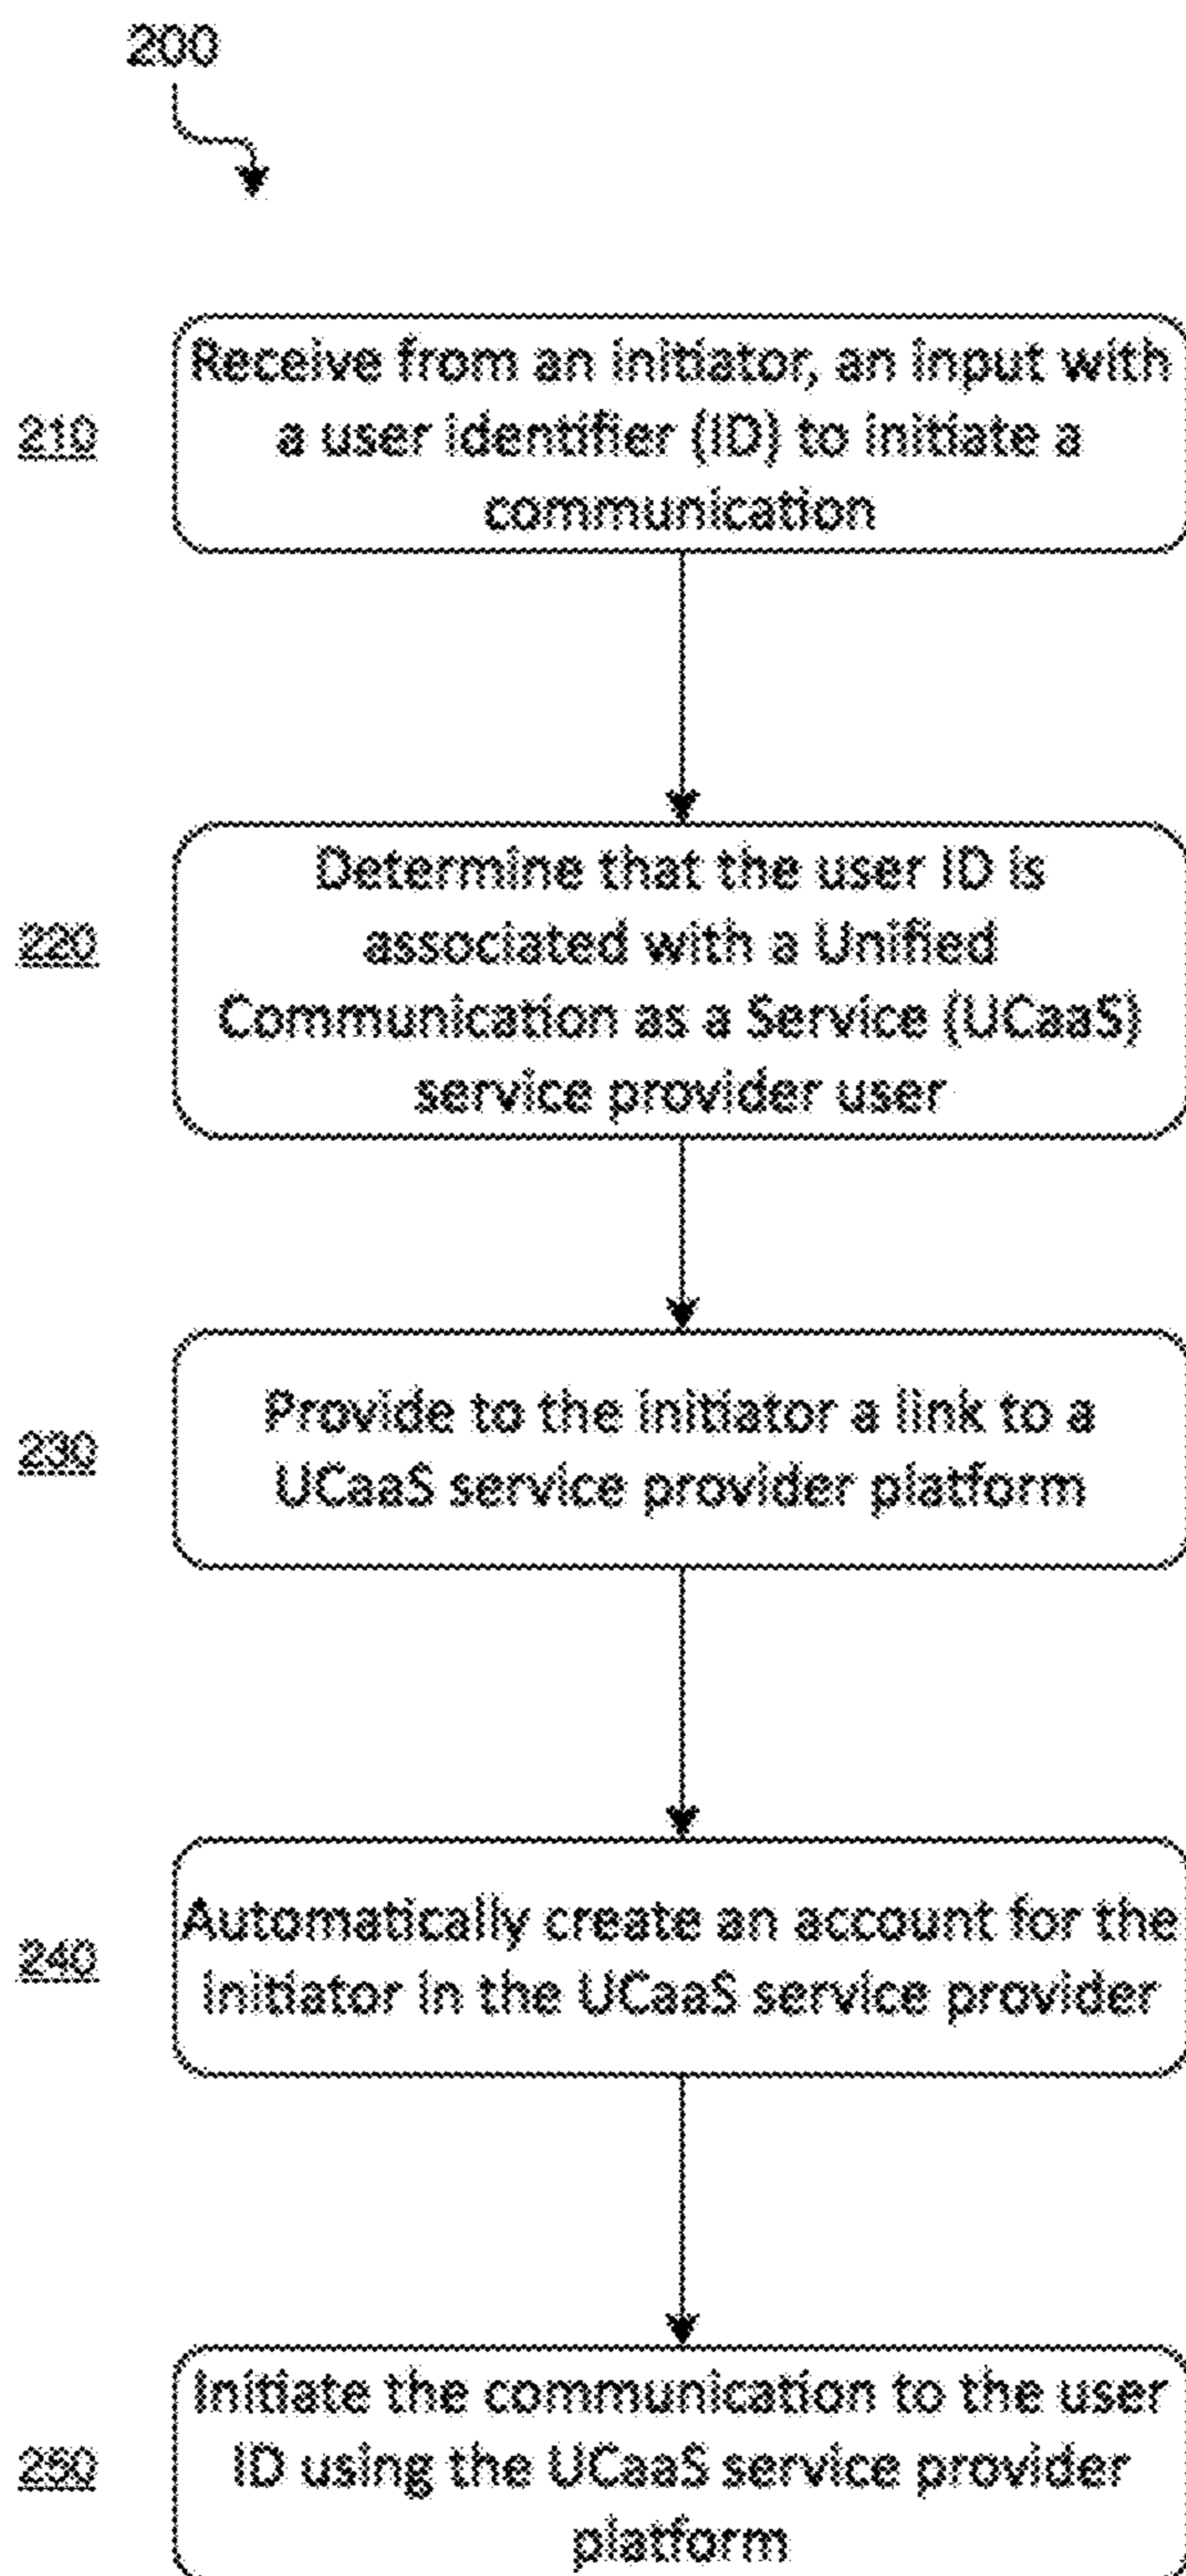 200
210
Receive from an initiator, an input with
a user identifier (ID) to initiate a
communication
220
Determine that the user ID is
associated with a Unified
Communication as a Service (UCaaS)
service provider user
230
Provide to the initiator a link to a
UCaaS service provider platform
240
Automatically create an account for the
initiator in the UCaaS service provider
250
Initiate the communication to the user
ID using the UCaaS service provider
platform